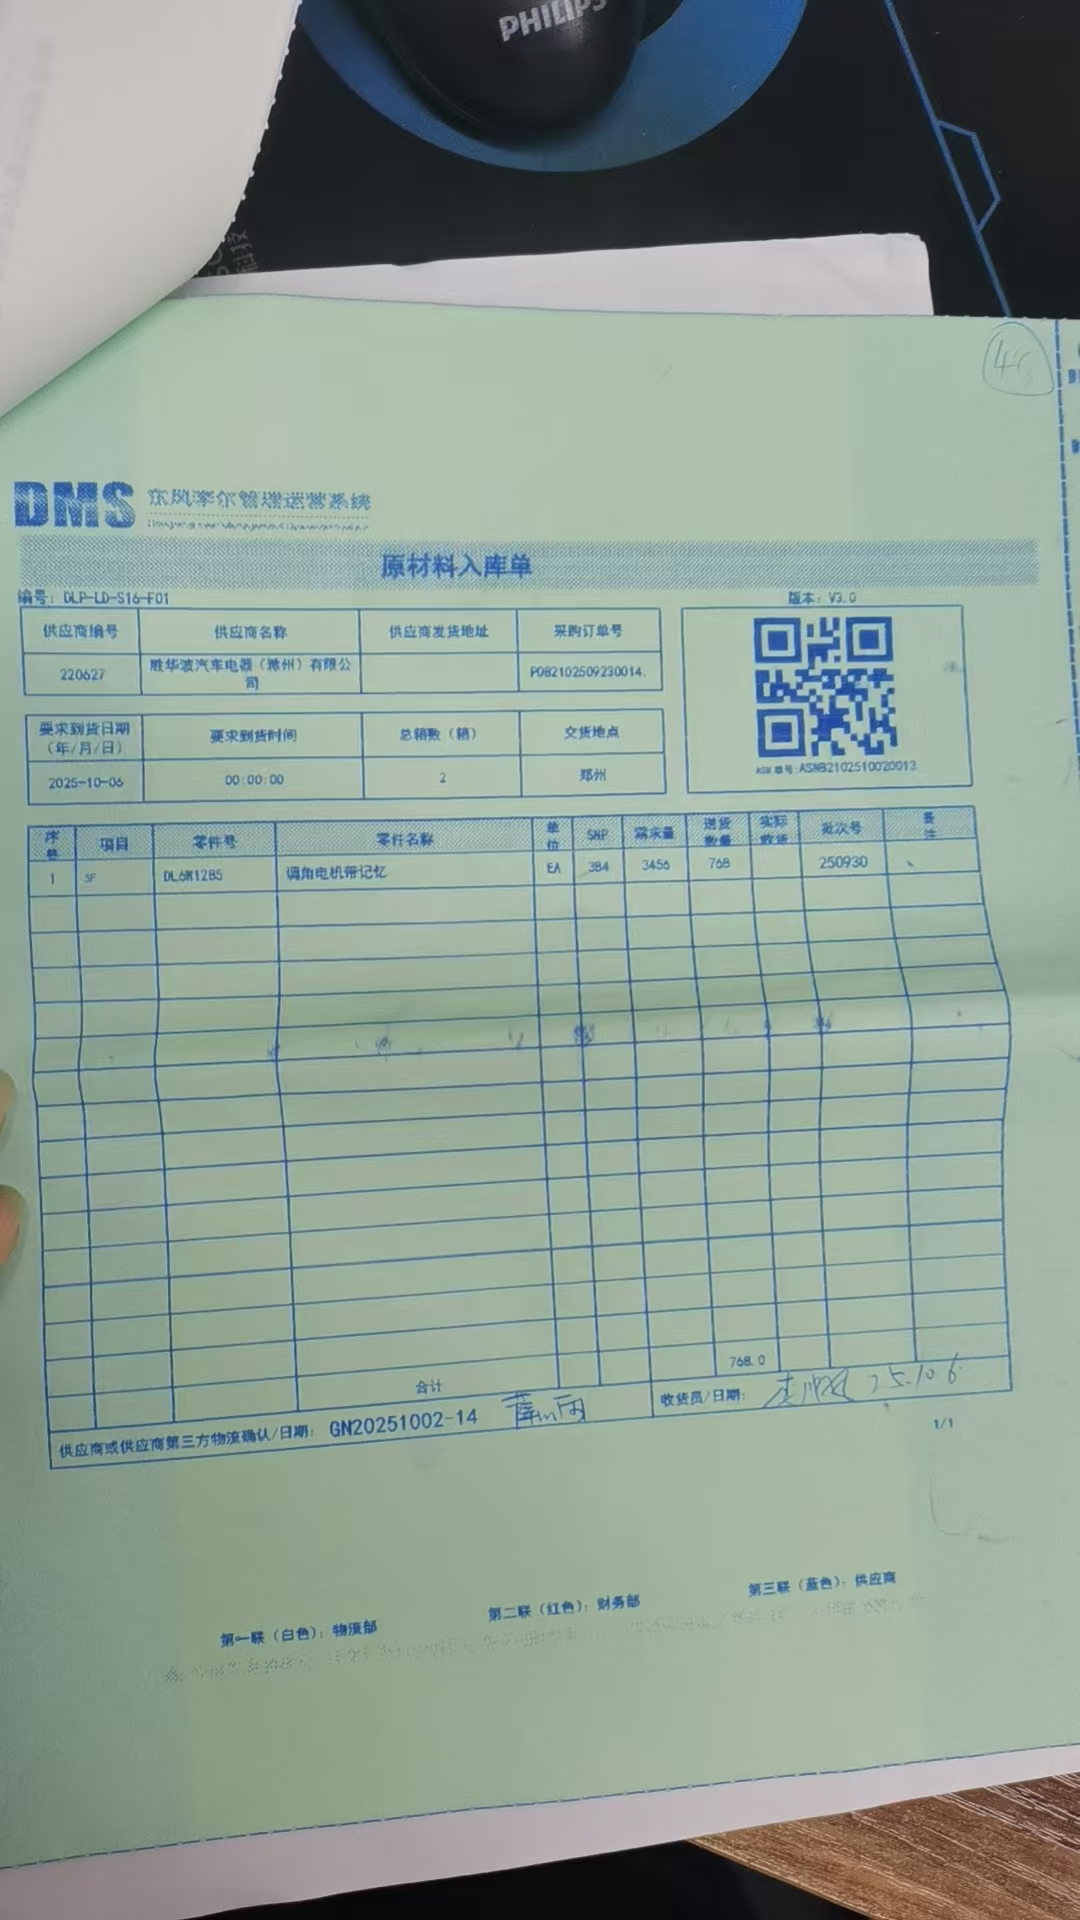 PHILIPS
DMS 东风李尔管理运营系统
原材料入库单
编号: DLP-LD-S16-F01 版本: V3.0
供应商编号 供应商名称 供应商发货地址 采购订单号
220627 胜华波汽车电器（滁州）有限公司 PO82102509230014.
要求到货日期（年/月/日） 要求到货时间 总箱数（箱） 交货地点
2025-10-06 00:00:00 2 郑州
ASN单号:ASN82102510020013
序号 项目 零件号 零件名称 单位 SNP 需求量 送货数量 实际收货 批次号 备注
1 SF DL6M1285 调角电机带记忆 EA 384 3456 768 250930
合计 768.0
供应商或供应商第三方物流确认/日期: GN20251002-14 收货员/日期: 25.10.6
1/1
第一联（白色）: 物流部 第二联（红色）: 财务部 第三联（蓝色）: 供应商